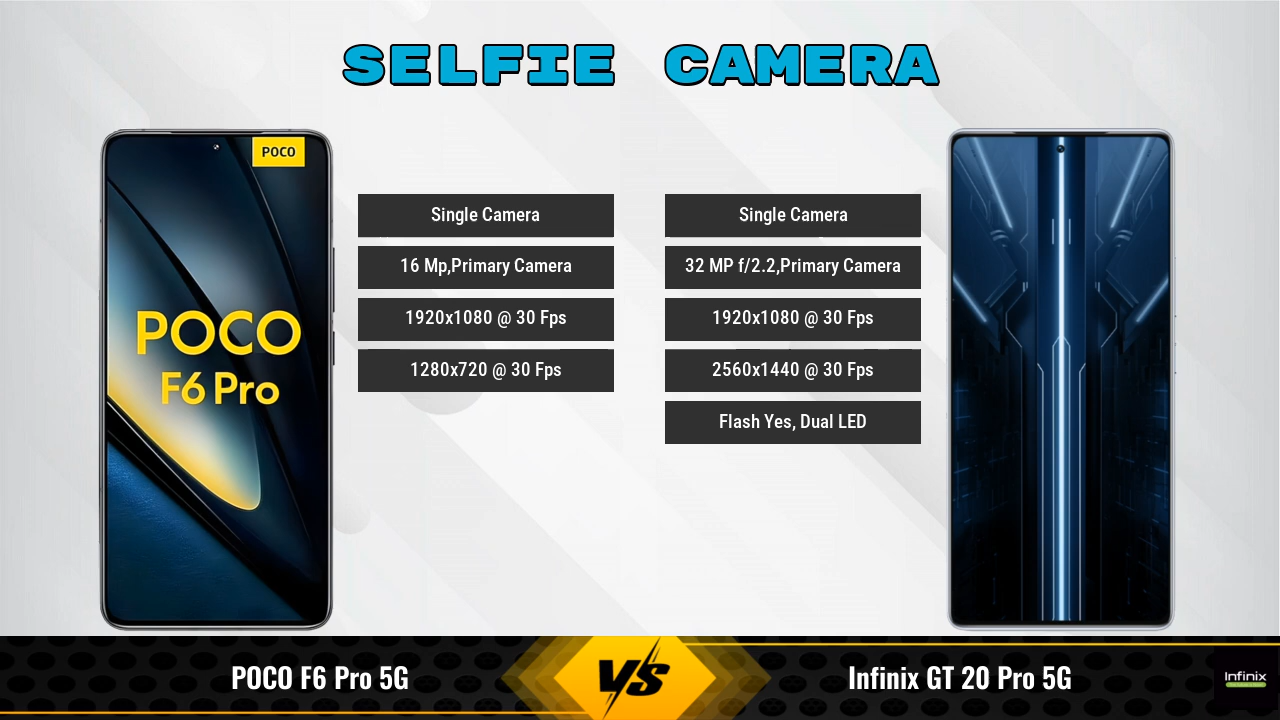 SELFIE CAMERA
POCO
POCO
F6 Pro
Single Camera
16 Mp,Primary Camera
1920x1080 @ 30 Fps
1280x720 @ 30 Fps
Single Camera
32 MP f/2.2,Primary Camera
1920x1080 @ 30 Fps
2560x1440 @ 30 Fps
Flash Yes, Dual LED
POCO F6 Pro 5G
VS
Infinix GT 20 Pro 5G
Infinix